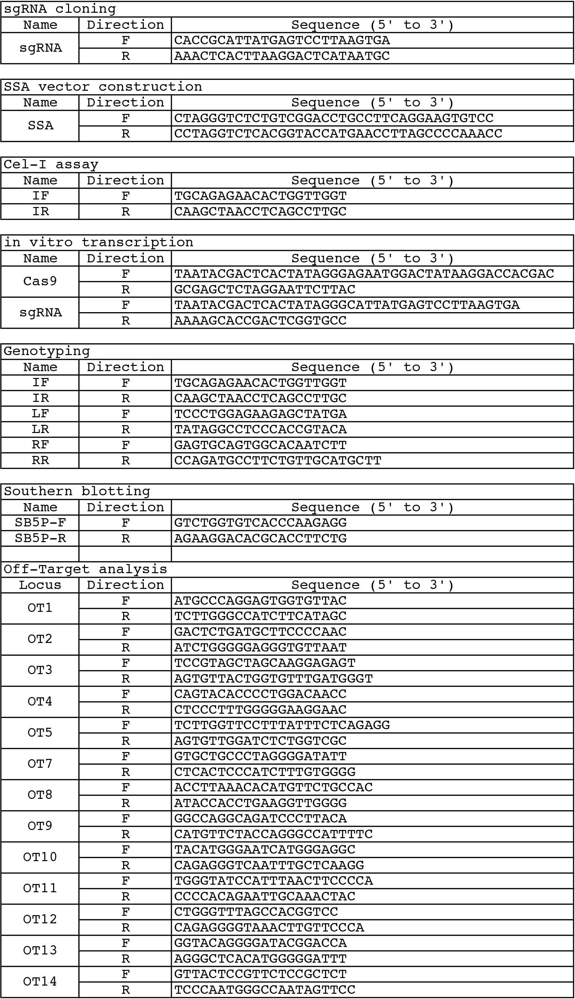 sgRNA cloning
Name Direction Sequence (5' to 3')
sgRNA F CACCGCATTATGAGTCCTTAAGTGA
R AAACTCACTTAAGGACTCATAATGC
SSA vector construction
Name Direction Sequence (5' to 3')
SSA F CTAGGGTCTCTGTCGGACCTGCCTTCAGGAAGTGTCC
R CCTAGGTCTCACGGTACCATGAACCTTAGCCCCAAACC
Cel-I assay
Name Direction Sequence (5' to 3')
IF F TGCAGAGAACACTGGTTGGT
IR R CAAGCTAACCTCAGCCTTGC
in vitro transcription
Name Direction Sequence (5' to 3')
Cas9 F TAATACGACTCACTATAGGGAGAATGGACTATAAGGACCACGAC
R GCGAGCTCTAGGAATTCTTAC
sgRNA F TAATACGACTCACTATAGGGCATTATGAGTCCTTAAGTGA
R AAAAGCACCGACTCGGTGCC
Genotyping
Name Direction Sequence (5' to 3')
IF F TGCAGAGAACACTGGTTGGT
IR R CAAGCTAACCTCAGCCTTGC
LF F TCCCTGGAGAAGAGCTATGA
LR R TATAGGCCTCCCACCGTACA
RF F GAGTGCAGTGGCACAATCTT
RR R CCAGATGCCTTCTGTTGCATGCTT
Southern blotting
Name Direction Sequence (5' to 3')
SB5P-F F GTCTGGTGTCACCCAAGAGG
SB5P-R R AGAAGGACACGCACCTTCTG
Off-Target analysis
Locus Direction Sequence (5' to 3')
OT1 F ATGCCCAGGAGTGGTGTTAC
R TCTTGGGCCATCTTCATAGC
OT2 F GACTCTGATGCTTCCCCAAC
R ATCTGGGGGAGGGTGTTAAT
OT3 F TCCGTAGCTAGCAAGGAGAGT
R AGTGTTACTGGTGTTTGATGGGT
OT4 F CAGTACACCCCTGGACAACC
R CTCCCTTTGGGGGAAGGAAC
OT5 F TCTTGGTTCCTTTATTTCTCAGAGG
R AGTGTTGGATCTCTGGTCGC
OT7 F GTGCTGCCCTAGGGGATATT
R CTCACTCCCATCTTTGTGGGG
OT8 F ACCTTAAACACATGTTCTGCCAC
R ATACCACCTGAAGGTTGGGG
OT9 F GGCCAGGCAGATCCCTTACA
R CATGTTCTACCAGGGCCATTTTC
OT10 F TACATGGGAATCATGGGAGGC
R CAGAGGGTCAATTTGCTCAAGG
OT11 F TGGGTATCCATTTAACTTCCCCA
R CCCCACAGAATTGCAAACTAC
OT12 F CTGGGTTTAGCCACGGTCC
R CAGAGGGGTAAACTTGTTCCCA
OT13 F GGTACAGGGGATACGGACCA
R AGGGCTCACATGGGGGATTT
OT14 F GTTACTCCGTTCTCCGCTCT
R TCCCAATGGGCCAATAGTTCC